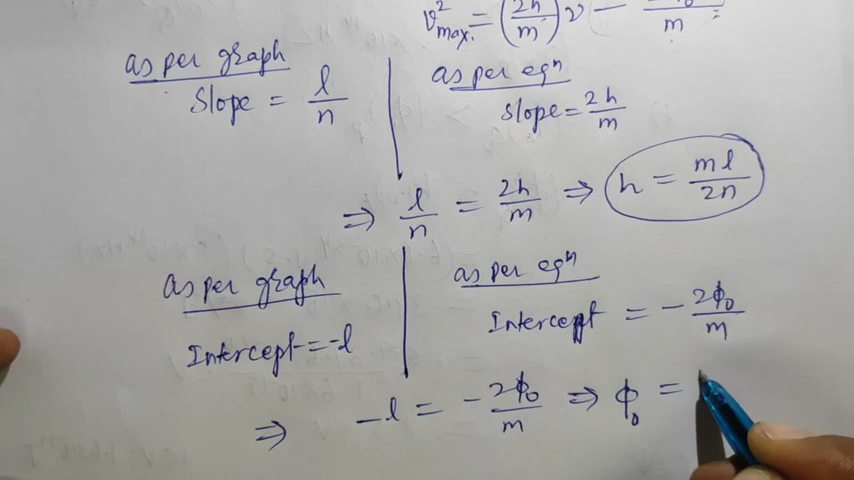 v²max. = (2h/m) ν − 2ϕ₀/m
as per graph
Slope = l/n
as per eqⁿ
Slope = 2h/m
⇒ l/n = 2h/m ⇒ h = ml/2n
as per graph
Intercept = -l
as per eqⁿ
Intercept = - 2ϕ₀/m
⇒ -l = - 2ϕ₀/m ⇒ ϕ₀ =